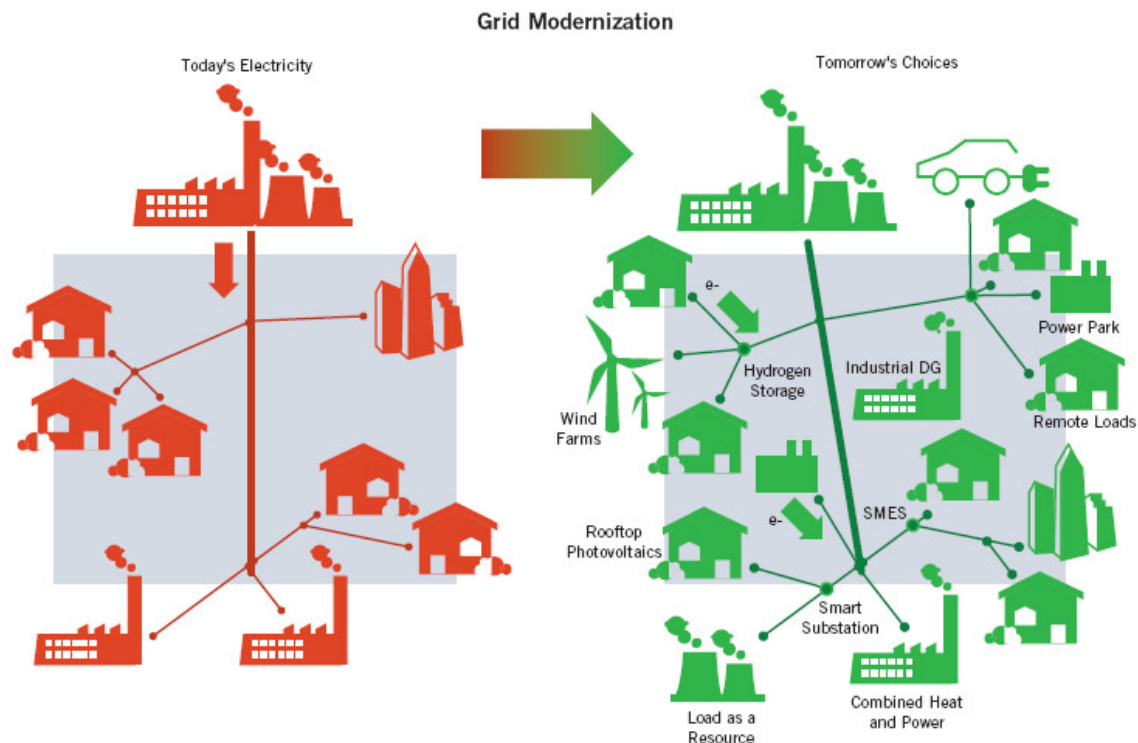 Grid Modernization
Today's Electricity
Tomorrow's Choices
e-
Power Park
Hydrogen
Storage
Industrial DG
Wind
Farms
Remote Loads
SMES
e-
Rooftop
Photovoltaics
Smart
Substation
Load as a
Resource
Combined Heat
and Power